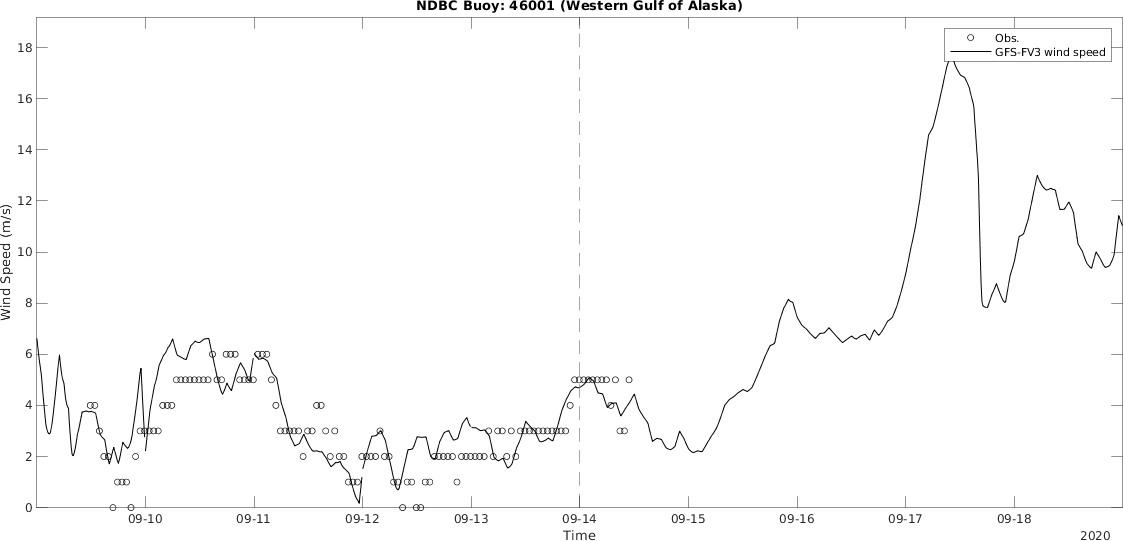 NDBC Buoy: 46001 (Western Gulf of Alaska)
Obs.
GFS-FV3 wind speed
Wind Speed (m/s)
18
16
14
12
10
8
6
4
2
0
09-10 09-11 09-12 09-13 09-14 09-15 09-16 09-17 09-18
Time
2020